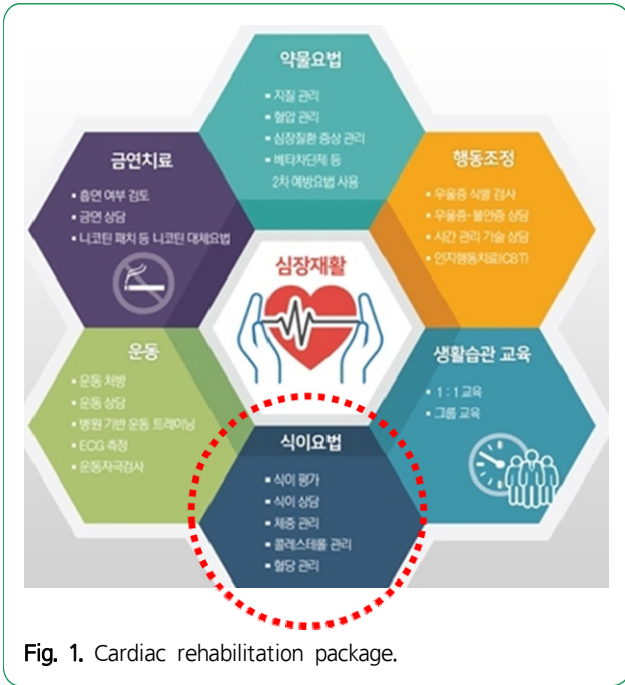 약물요법
▪ 지질 관리
▪ 혈압 관리
▪ 심장질환 증상 관리
▪ 베타차단제 등
2차 예방요법 사용
금연치료
▪ 흡연 여부 검토
▪ 금연 상담
▪ 니코틴 패치 등 니코틴 대체요법
행동조정
▪ 우울증 식별 검사
▪ 우울증·불안증 상담
▪ 시간 관리 기술 상담
▪ 인지행동치료(CBT)
심장재활
운동
▪ 운동 처방
▪ 운동 상담
▪ 병원 기반 운동 트레이닝
▪ ECG 측정
▪ 운동자극검사
생활습관 교육
▪ 1 : 1 교육
▪ 그룹 교육
식이요법
▪ 식이 평가
▪ 식이 상담
▪ 체중 관리
▪ 콜레스테롤 관리
▪ 혈당 관리
Fig. 1. Cardiac rehabilitation package.